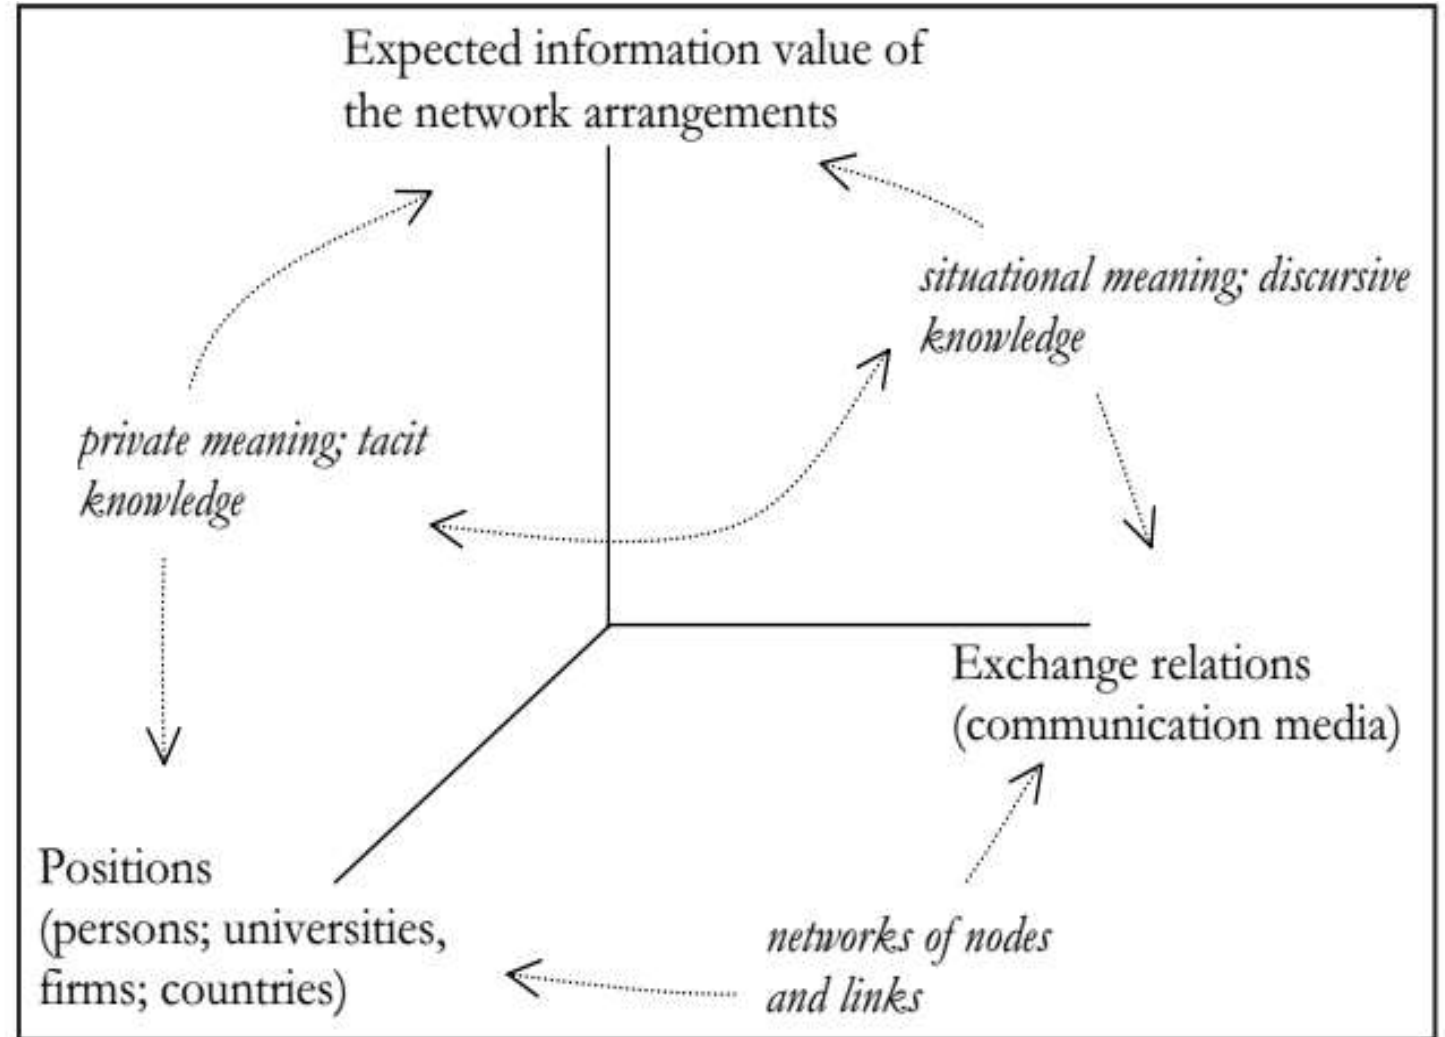 Expected information value of
the network arrangements
situational meaning; discursive
knowledge
private meaning; tacit
knowledge
Exchange relations
(communication media)
Positions
(persons; universities,
firms; countries)
networks of nodes
and links